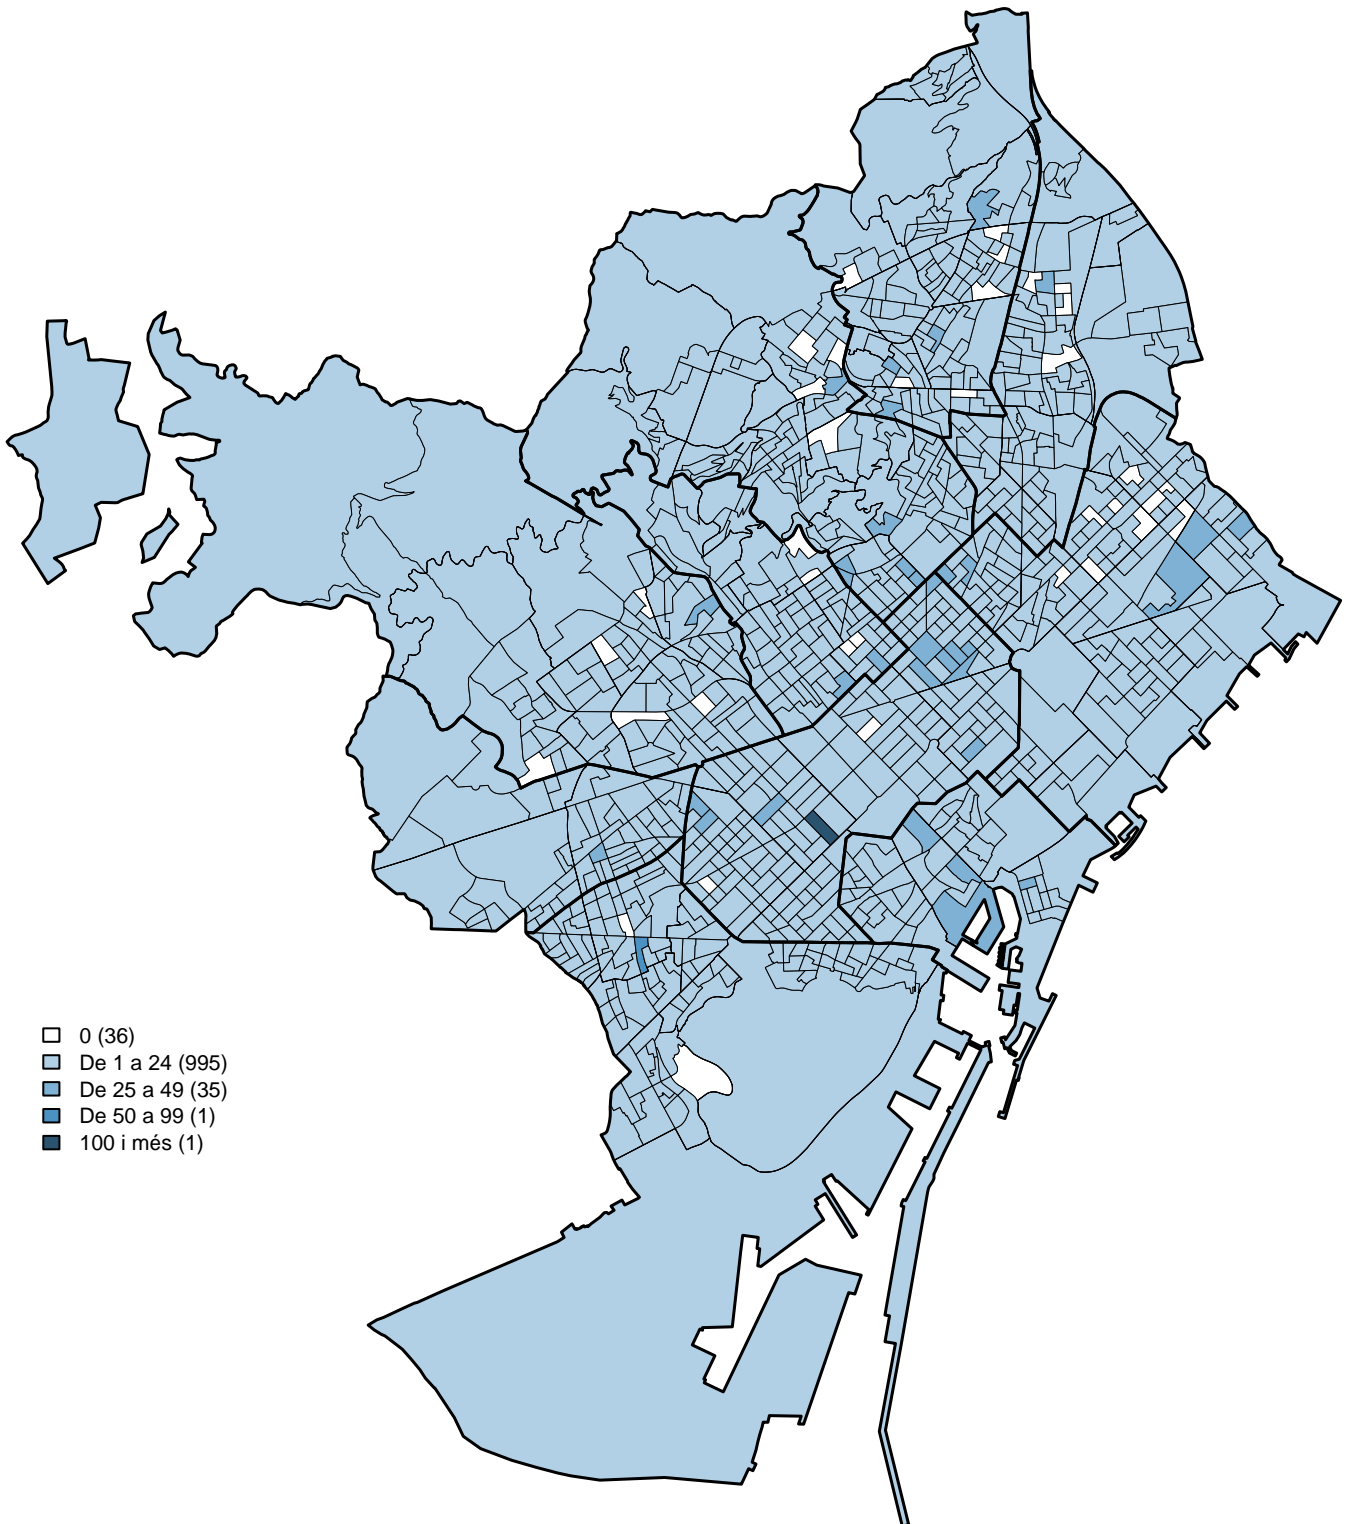 0 (36)
De 1 a 24 (995)
De 25 a 49 (35)
De 50 a 99 (1)
100 i més (1)